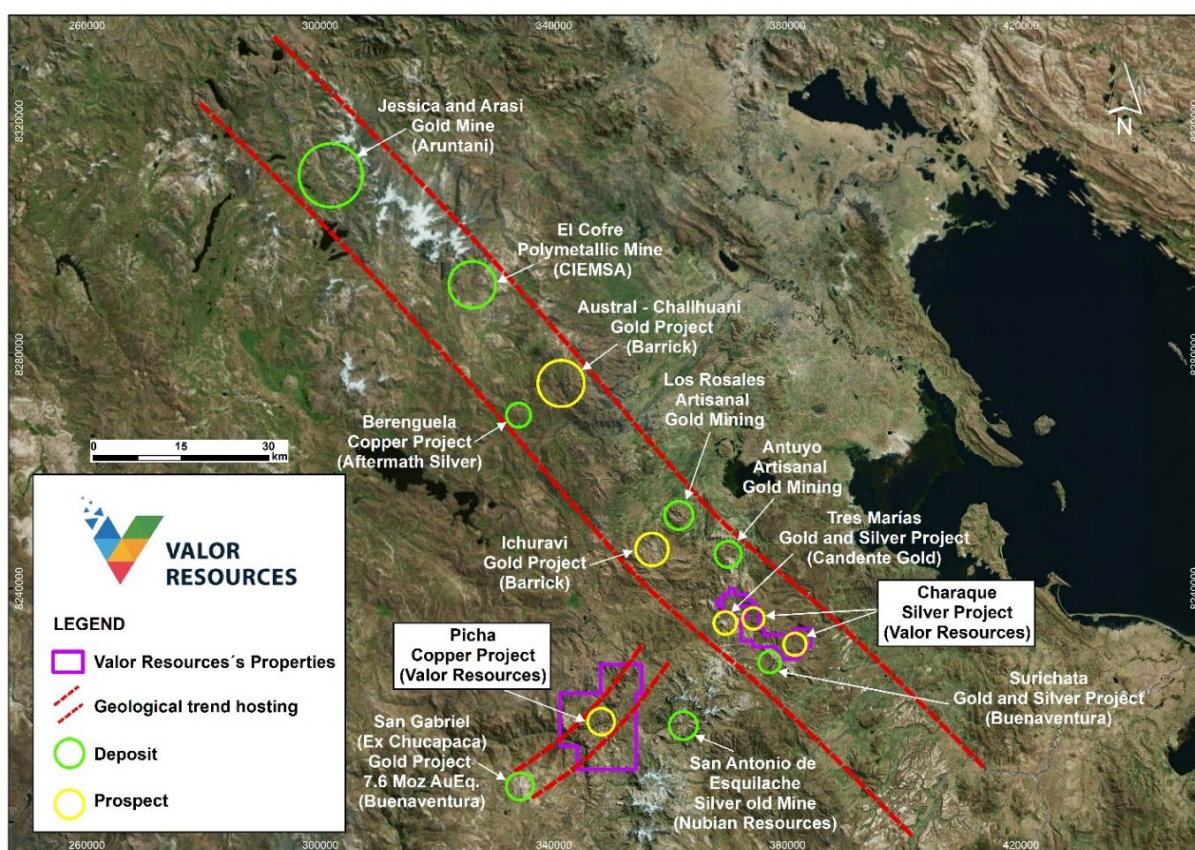 260000
300000
340000
380000
420000
8320000
8320000
N
Jessica and Arasi
Gold Mine
(Aruntani)
El Cofre
Polymetallic Mine
(CIEMSA)
Austral - Challhuani
Gold Project
(Barrick)
8280000
8280000
Los Rosales
Artisanal
Gold Mining
Berenguela
Copper Project
(Aftermath Silver)
0
15
30
km
Antuyo
Artisanal
Gold Mining
Tres Marías
Gold and Silver Project
(Candente Gold)
Ichuravi
Gold Project
(Barrick)
8240000
8240000
Charaque
Silver Project
(Valor Resources)
Picha
Copper Project
(Valor Resources)
Surichata
Gold and Silver Project
(Buenaventura)
San Gabriel
(Ex Chucapaca)
Gold Project
7.6 Moz AuEq.
(Buenaventura)
San Antonio de
Esquilache
Silver old Mine
(Nubian Resources)
VALOR
RESOURCES
LEGEND
Valor Resources´s Properties
Geological trend hosting
Deposit
Prospect
260000
300000
340000
380000
420000